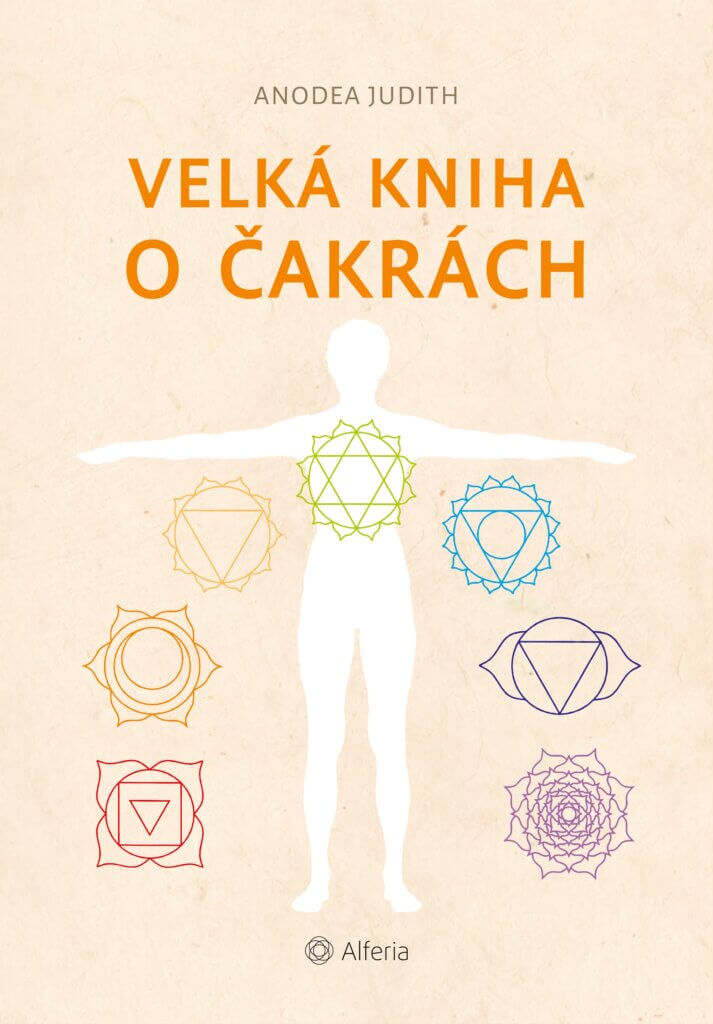 ANODEA JUDITH
VELKÁ KNIHA
O ČAKRÁCH
Alferia